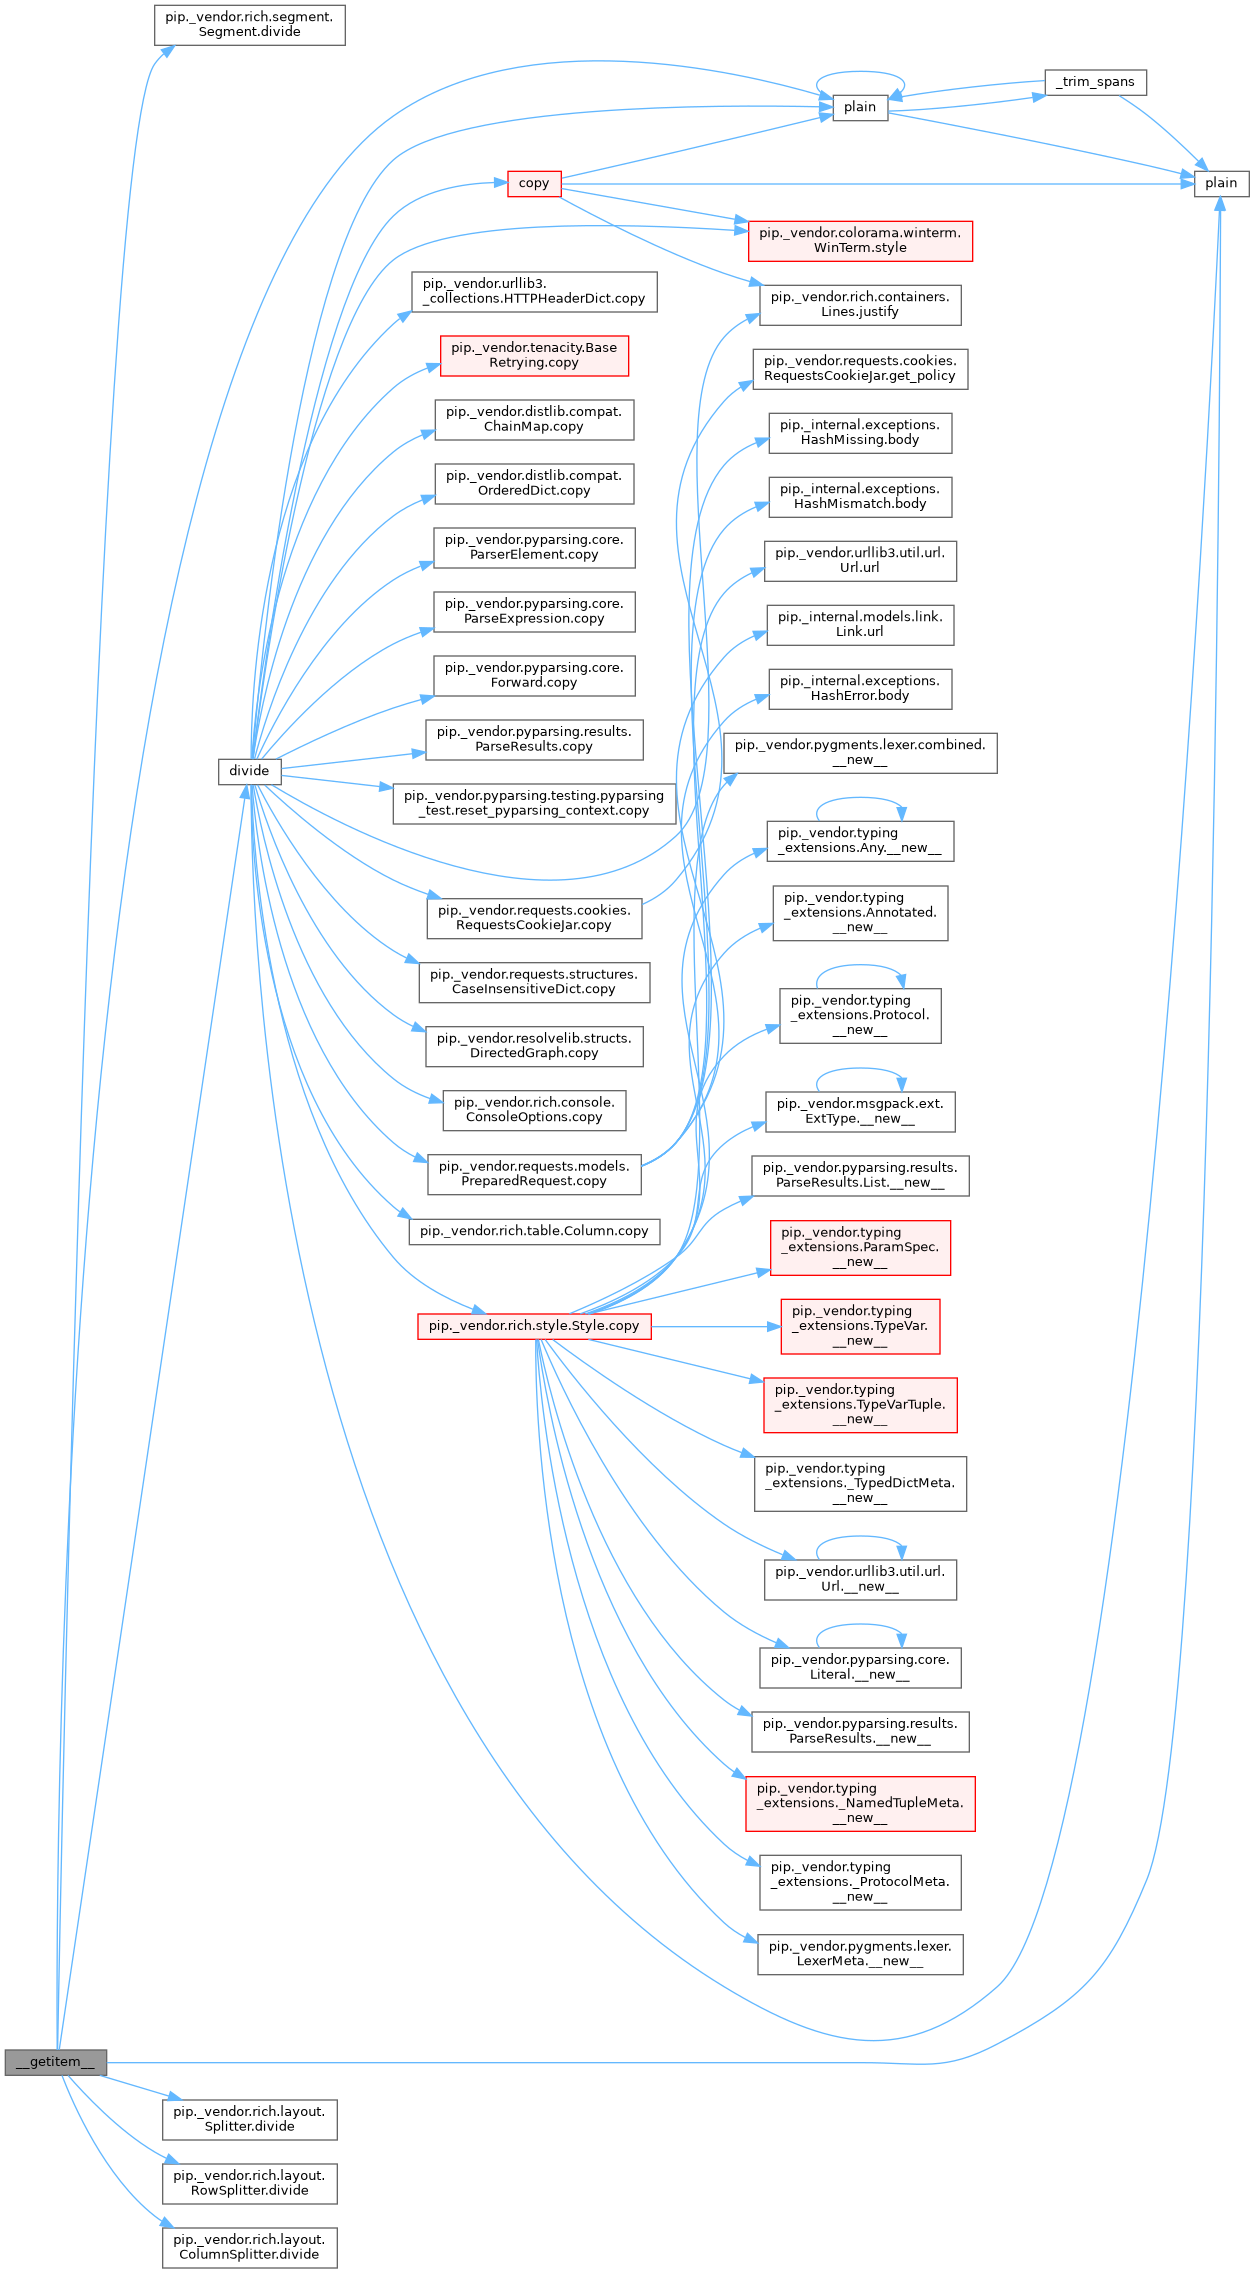 pip._vendor.rich.segment.
Segment.divide
_trim_spans
plain
copy
plain
pip._vendor.colorama.winterm.
WinTerm.style
pip._vendor.urllib3.
_collections.HTTPHeaderDict.copy
pip._vendor.rich.containers.
Lines.justify
pip._vendor.tenacity.Base
Retrying.copy
pip._vendor.requests.cookies.
RequestsCookieJar.get_policy
pip._vendor.distlib.compat.
ChainMap.copy
pip._internal.exceptions.
HashMissing.body
pip._vendor.distlib.compat.
OrderedDict.copy
pip._internal.exceptions.
HashMismatch.body
pip._vendor.pyparsing.core.
ParserElement.copy
pip._vendor.urllib3.util.url.
Url.url
pip._vendor.pyparsing.core.
ParseExpression.copy
pip._internal.models.link.
Link.url
pip._vendor.pyparsing.core.
Forward.copy
pip._internal.exceptions.
HashError.body
pip._vendor.pyparsing.results.
ParseResults.copy
pip._vendor.pygments.lexer.combined.
__new__
divide
pip._vendor.pyparsing.testing.pyparsing
_test.reset_pyparsing_context.copy
pip._vendor.typing
_extensions.Any.__new__
pip._vendor.requests.cookies.
RequestsCookieJar.copy
pip._vendor.typing
_extensions.Annotated.
__new__
pip._vendor.requests.structures.
CaseInsensitiveDict.copy
pip._vendor.typing
_extensions.Protocol.
__new__
pip._vendor.resolvelib.structs.
DirectedGraph.copy
pip._vendor.rich.console.
ConsoleOptions.copy
pip._vendor.msgpack.ext.
ExtType.__new__
pip._vendor.requests.models.
PreparedRequest.copy
pip._vendor.pyparsing.results.
ParseResults.List.__new__
pip._vendor.rich.table.Column.copy
pip._vendor.typing
_extensions.ParamSpec.
__new__
pip._vendor.rich.style.Style.copy
pip._vendor.typing
_extensions.TypeVar.
__new__
pip._vendor.typing
_extensions.TypeVarTuple.
__new__
pip._vendor.typing
_extensions._TypedDictMeta.
__new__
pip._vendor.urllib3.util.url.
Url.__new__
pip._vendor.pyparsing.core.
Literal.__new__
pip._vendor.pyparsing.results.
ParseResults.__new__
pip._vendor.typing
_extensions._NamedTupleMeta.
__new__
pip._vendor.typing
_extensions._ProtocolMeta.
__new__
pip._vendor.pygments.lexer.
LexerMeta.__new__
__getitem__
pip._vendor.rich.layout.
Splitter.divide
pip._vendor.rich.layout.
RowSplitter.divide
pip._vendor.rich.layout.
ColumnSplitter.divide